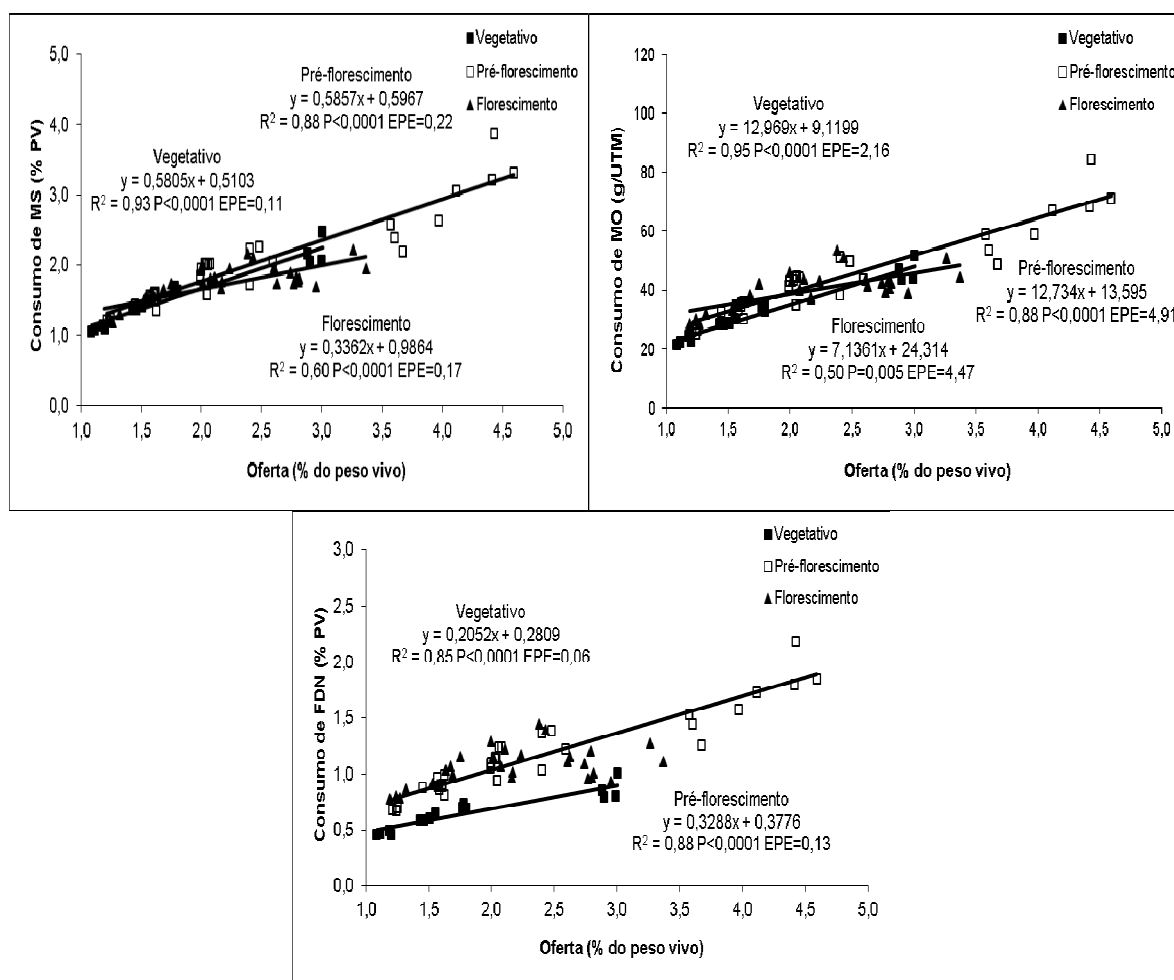 Vegetativo
Pré-florescimento
Florescimento
Pré-florescimento
y = 0,5857x + 0,5967
R² = 0,88 P<0,0001 EPE=0,22
Vegetativo
y = 0,5805x + 0,5103
R² = 0,93 P<0,0001 EPE=0,11
Florescimento
y = 0,3362x + 0,9864
R² = 0,60 P<0,0001 EPE=0,17
Consumo de MS (% PV)
5,0
4,0
3,0
2,0
1,0
0,0
1,0 1,5 2,0 2,5 3,0 3,5 4,0 4,5 5,0
Oferta (% do peso vivo)
Vegetativo
Pré-florescimento
Florescimento
Vegetativo
y = 12,969x + 9,1199
R² = 0,95 P<0,0001 EPE=2,16
Pré-florescimento
y = 12,734x + 13,595
R² = 0,88 P<0,0001 EPE=4,91
Florescimento
y = 7,1361x + 24,314
R² = 0,50 P=0,005 EPE=4,47
Consumo de MO (g/UTM)
120
100
80
60
40
20
0
1,0 1,5 2,0 2,5 3,0 3,5 4,0 4,5 5,0
Oferta (% do peso vivo)
Vegetativo
Pré-florescimento
Florescimento
Vegetativo
y = 0,2052x + 0,2809
R² = 0,85 P<0,0001 EPE=0,06
Pré-florescimento
y = 0,3288x + 0,3776
R² = 0,88 P<0,0001 EPE=0,13
Consumo de FDN (% PV)
3,0
2,5
2,0
1,5
1,0
0,5
0,0
1,0 1,5 2,0 2,5 3,0 3,5 4,0 4,5 5,0
Oferta (% do peso vivo)